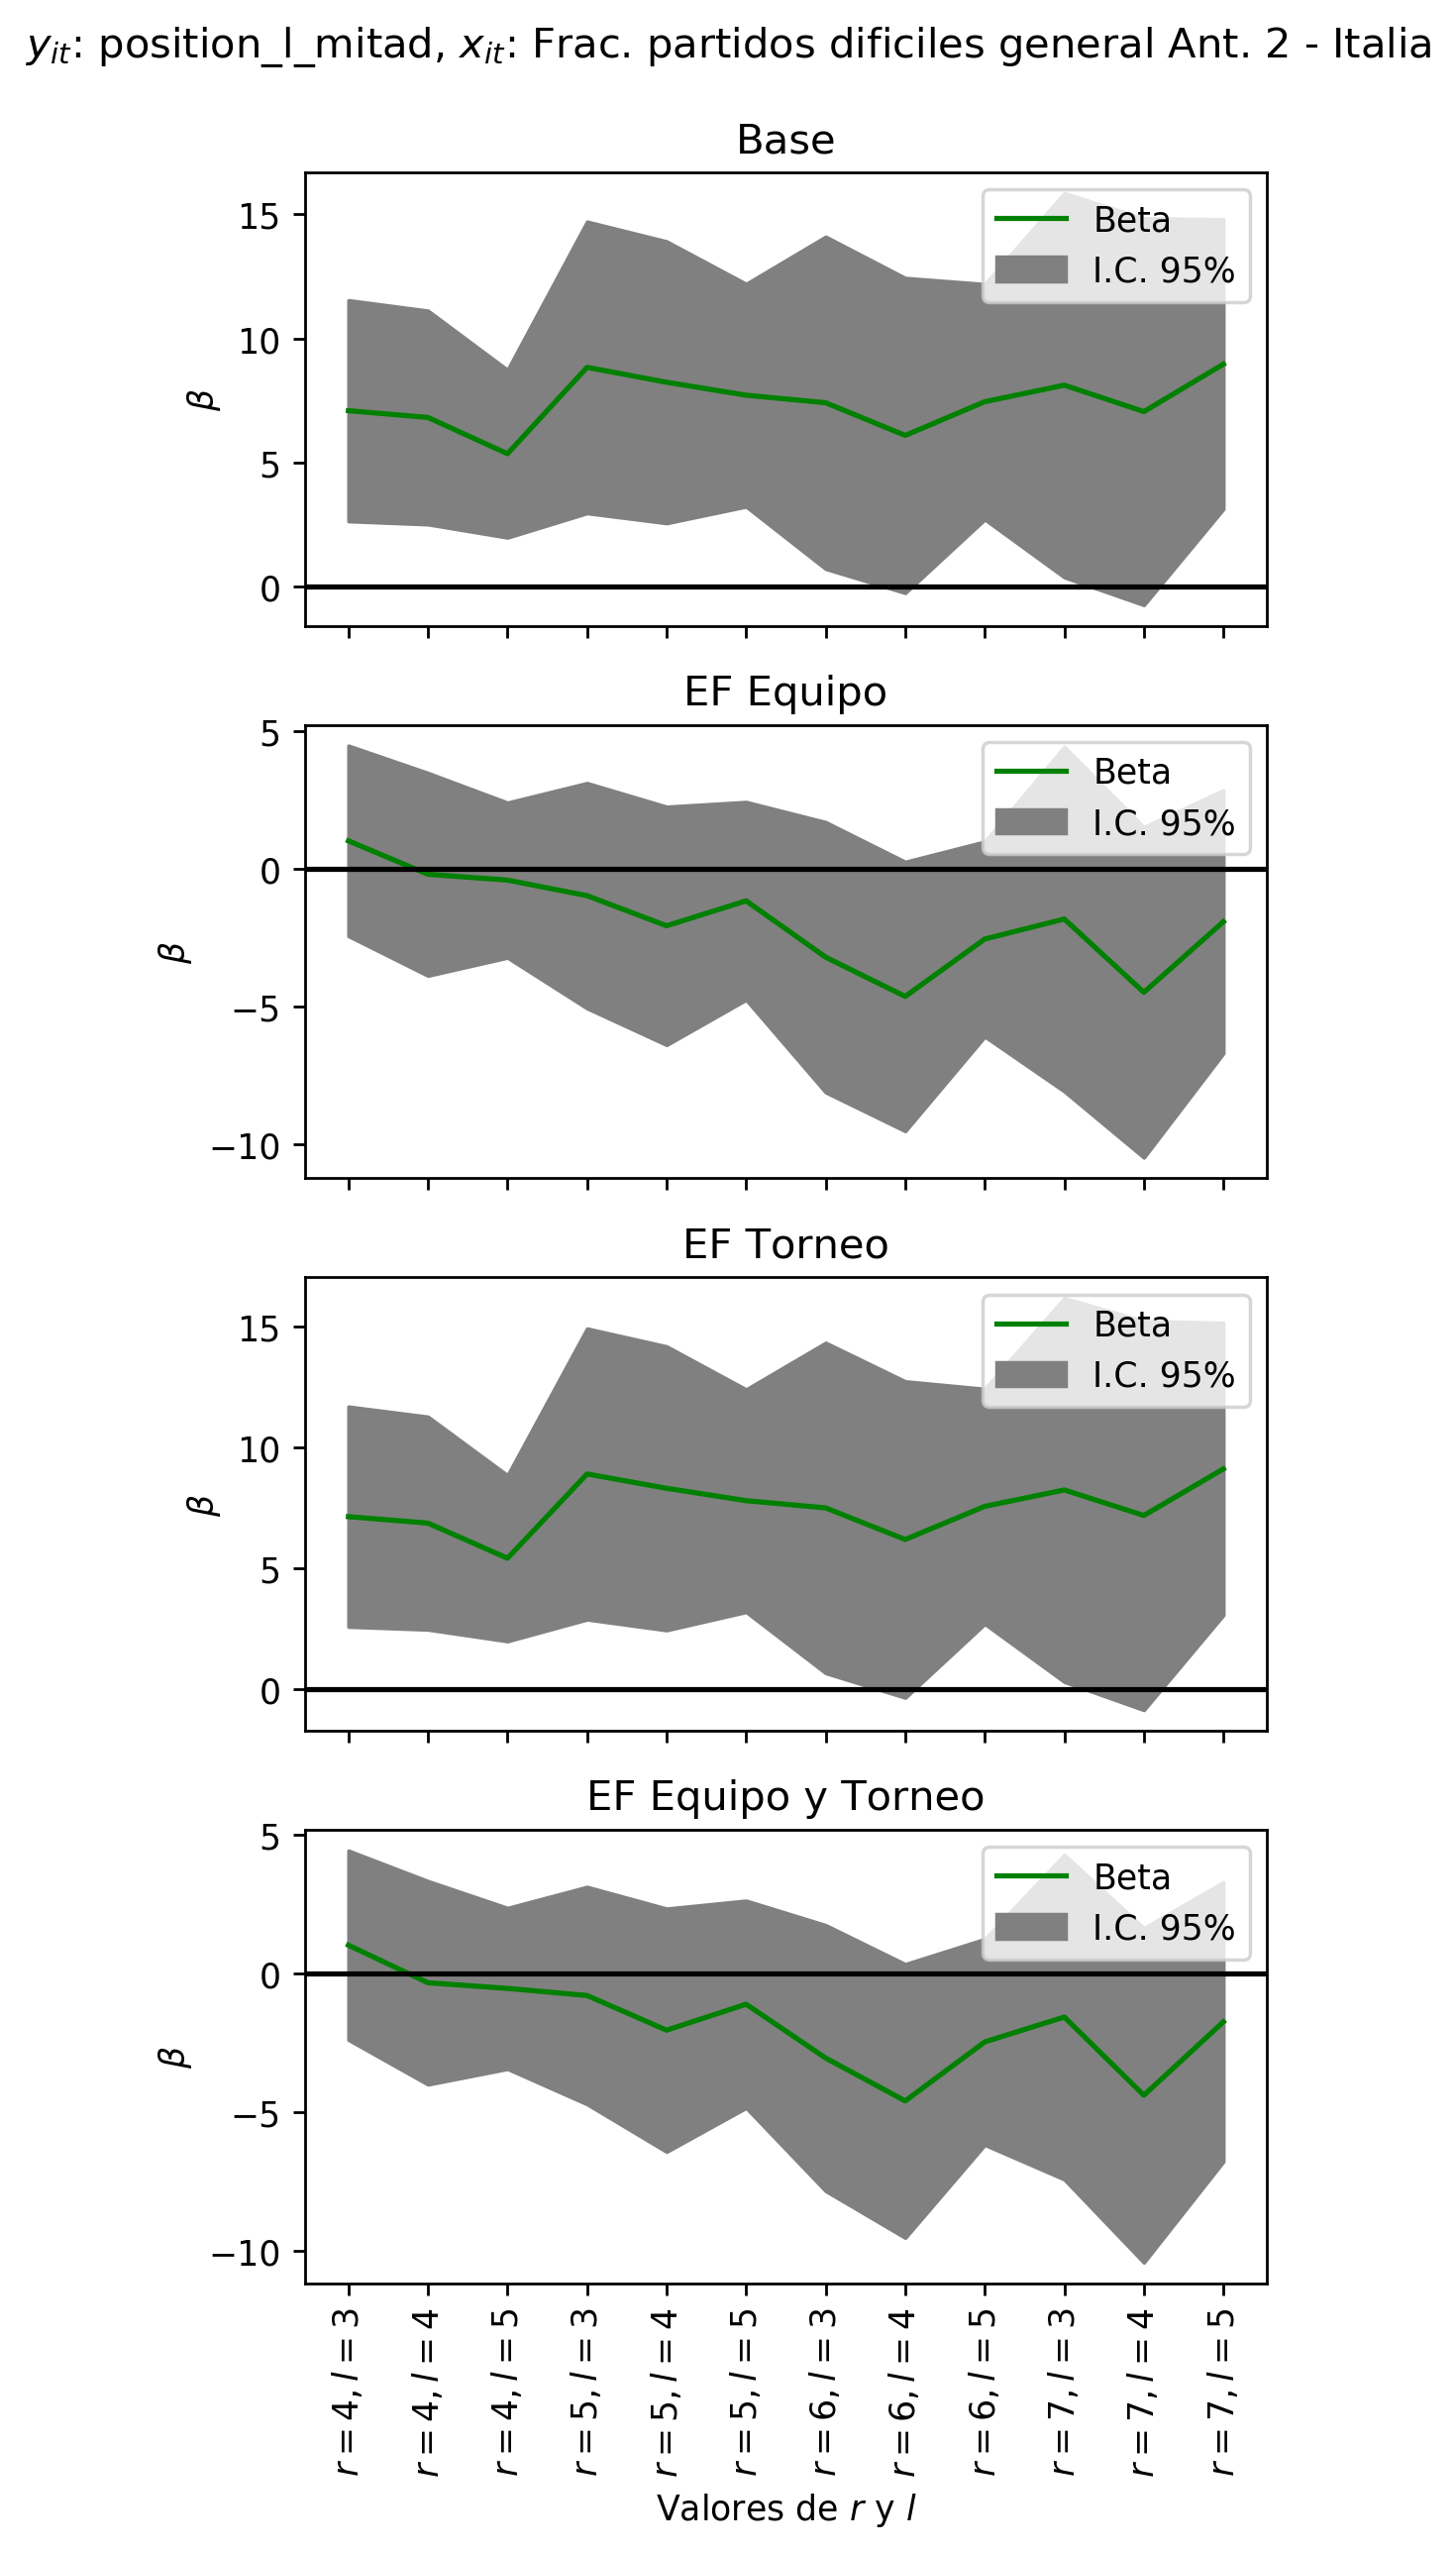 y_it: position_l_mitad, x_it: Frac. partidos dificiles general Ant. 2 - Italia
Base
15
10
5
0
β
Beta
I.C. 95%
EF Equipo
5
0
−5
−10
β
Beta
I.C. 95%
EF Torneo
15
10
5
0
β
Beta
I.C. 95%
EF Equipo y Torneo
5
0
−5
−10
β
Beta
I.C. 95%
r = 4, l = 3
r = 4, l = 4
r = 4, l = 5
r = 5, l = 3
r = 5, l = 4
r = 5, l = 5
r = 6, l = 3
r = 6, l = 4
r = 6, l = 5
r = 7, l = 3
r = 7, l = 4
r = 7, l = 5
Valores de r y l